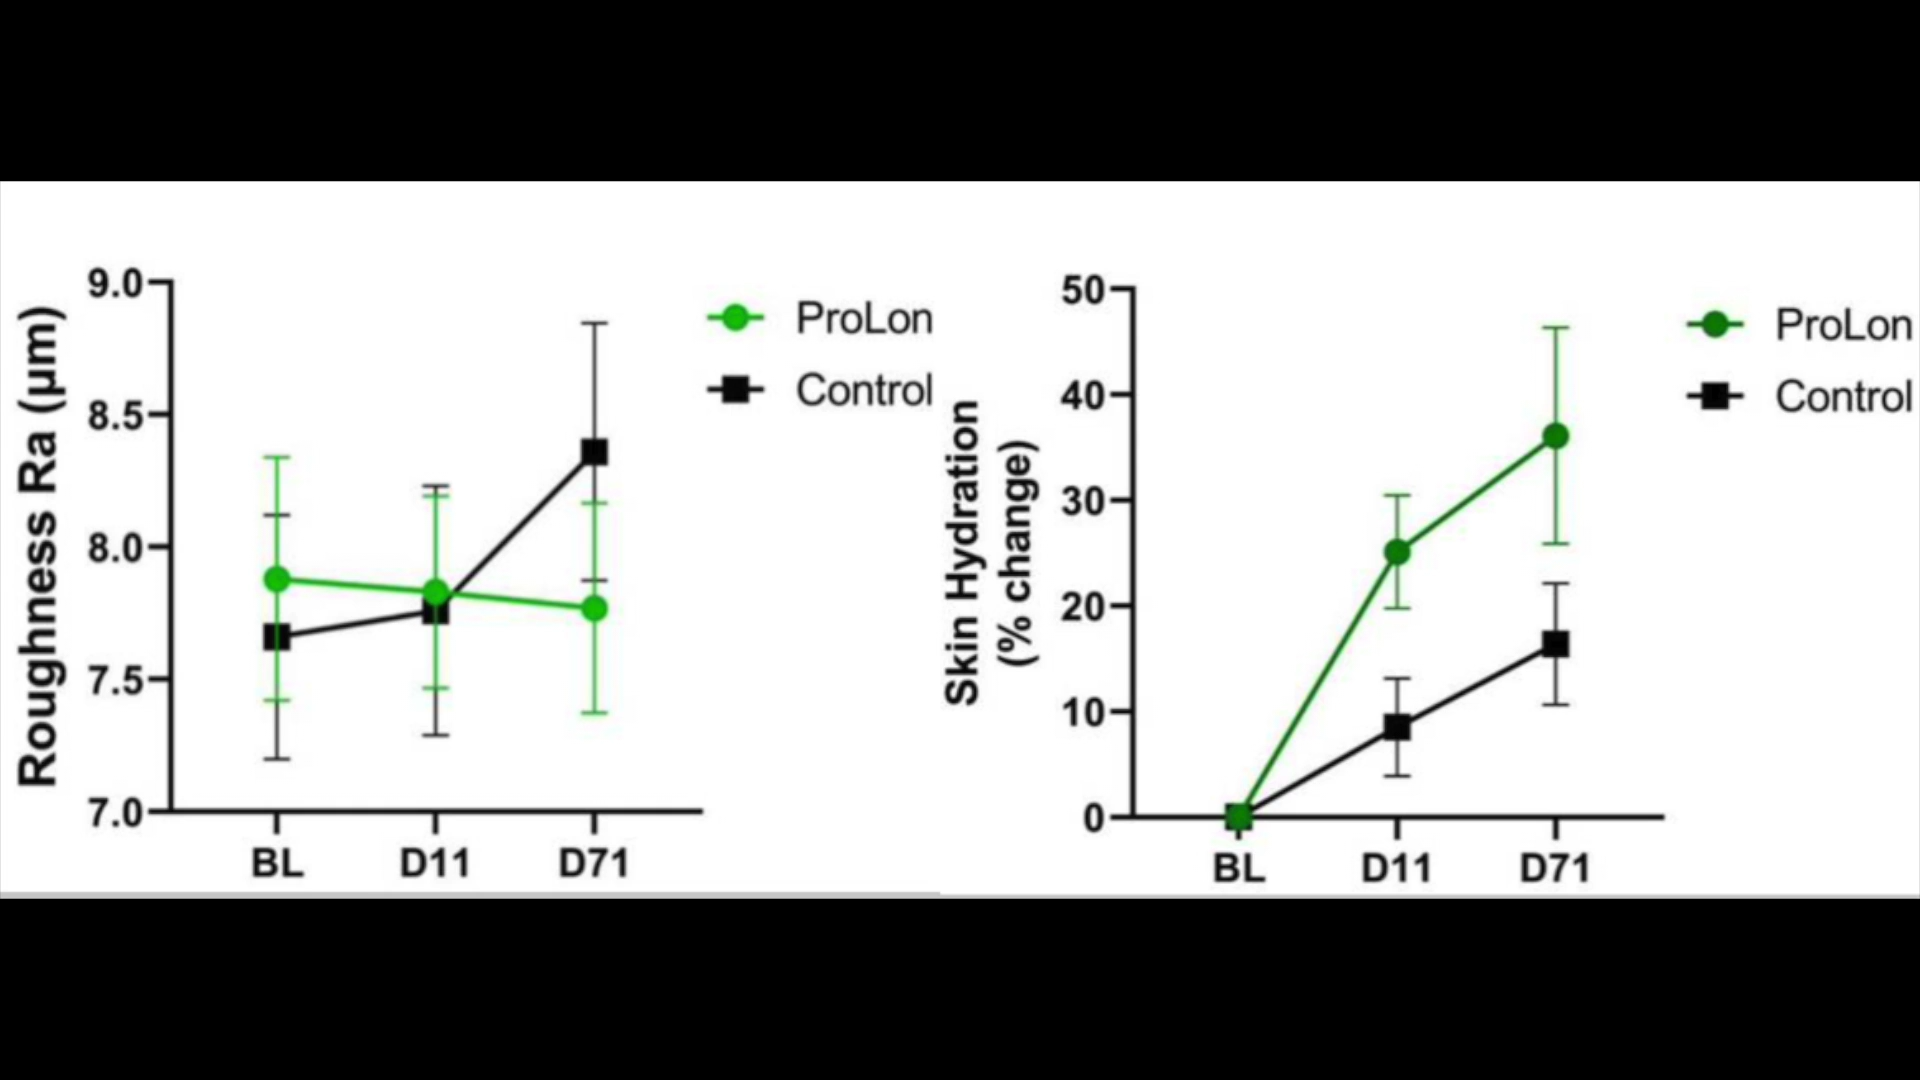 9.0
8.5
8.0
7.5
7.0
Roughness Ra (μm)
BL D11 D71
ProLon
Control
50
40
30
20
10
0
Skin Hydration
(% change)
BL D11 D71
ProLon
Control